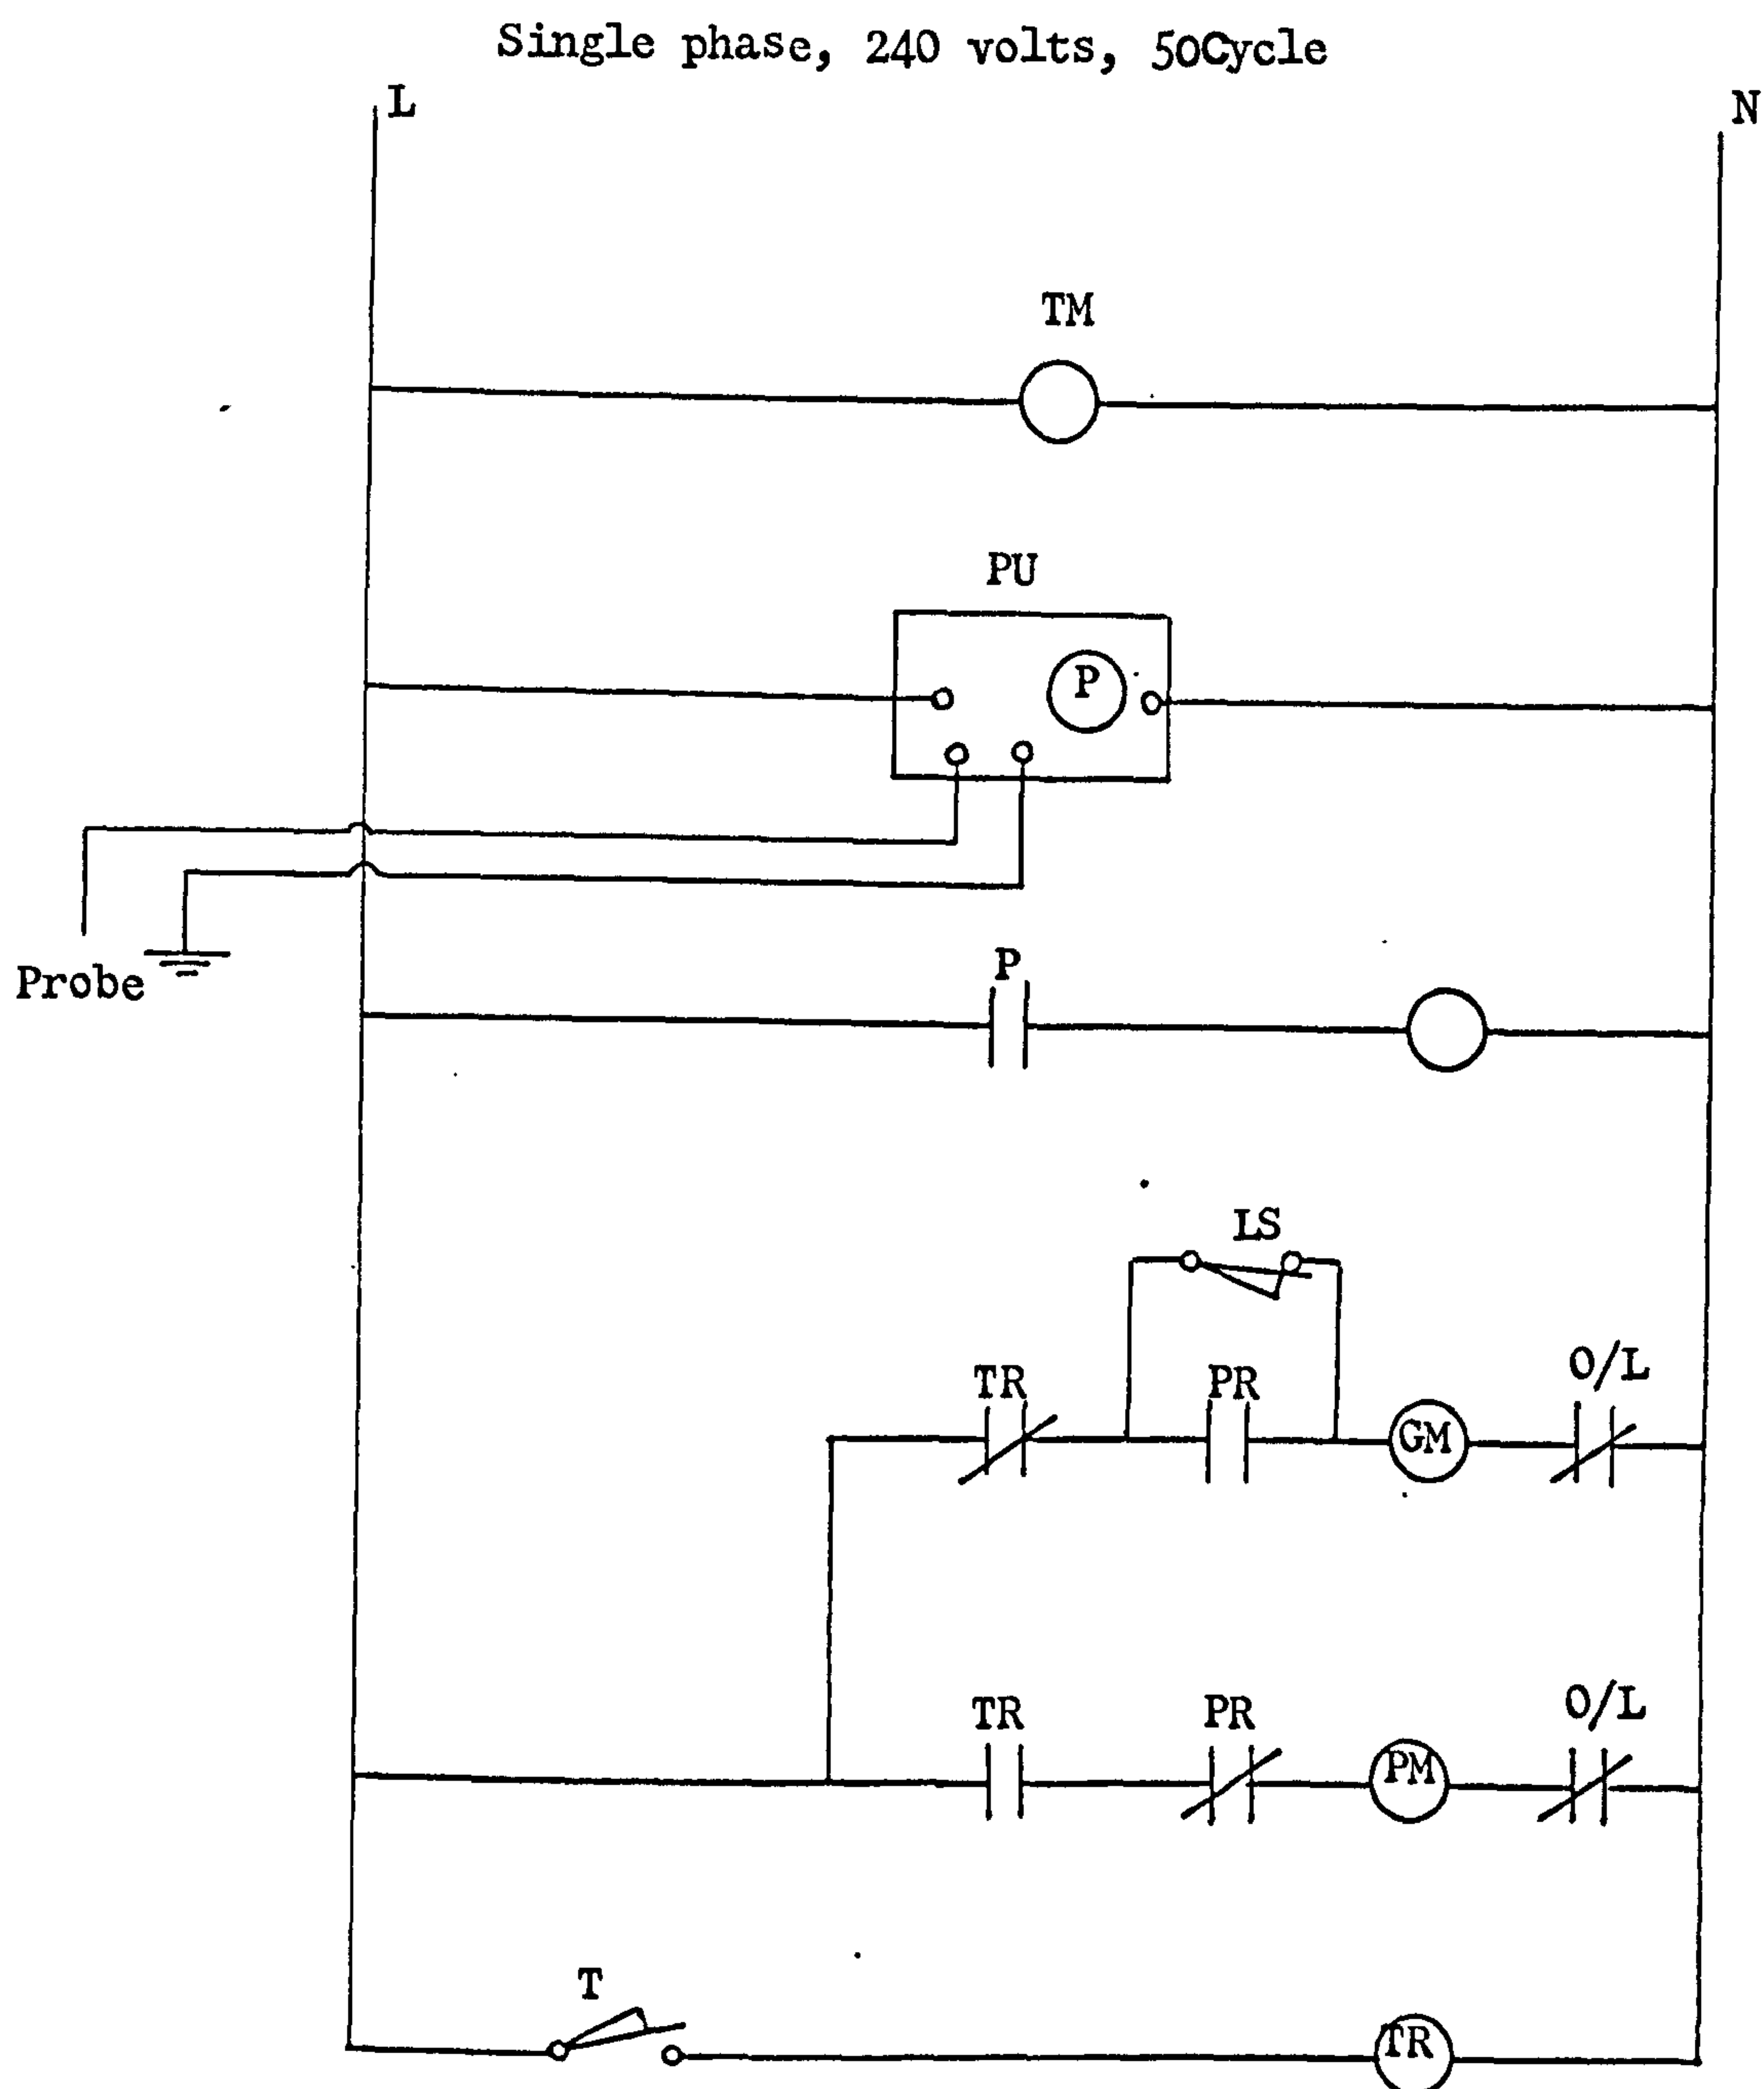 Single phase, 240 volts, 50Cycle
L
N
TM
PU
P
Probe
P
LS
TR
PR
GM
O/L
TR
PR
PM
O/L
T
TR